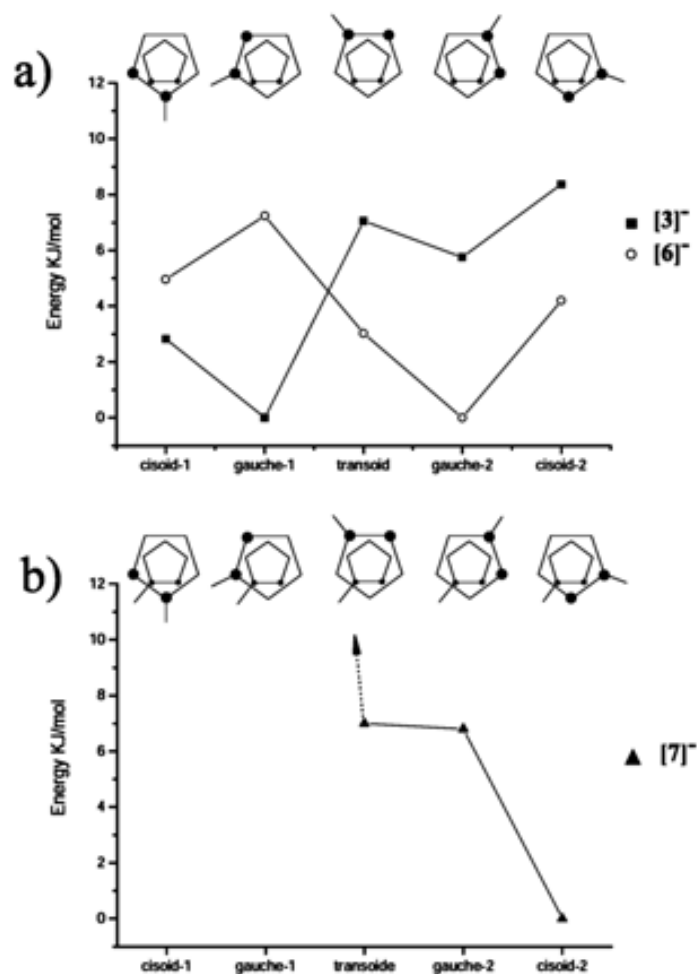 a)
12
10
8
6
4
2
0
Energy KJ/mol
cisoid-1 gauche-1 transoid gauche-2 cisoid-2
[3]⁻
[6]⁻
b)
12
10
8
6
4
2
0
Energy KJ/mol
cisoid-1 gauche-1 transoide gauche-2 cisoid-2
[7]⁻